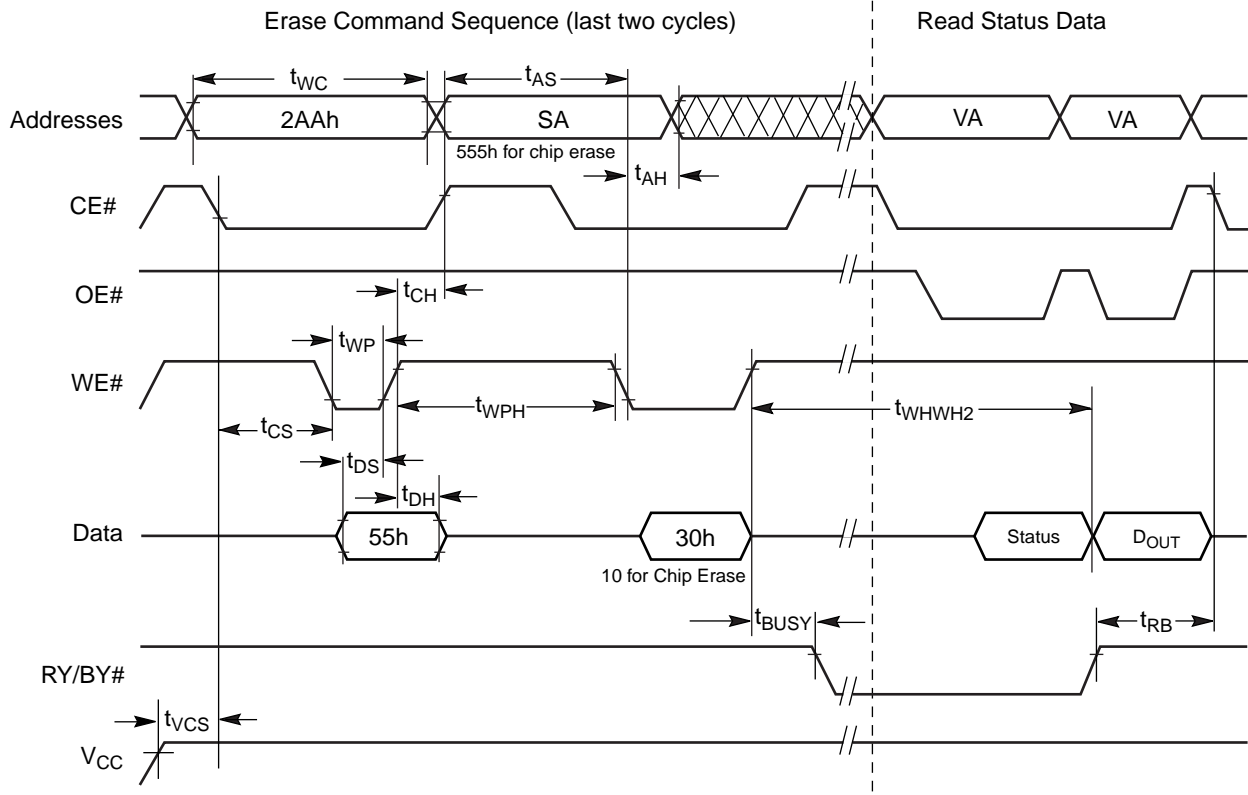 Erase Command Sequence (last two cycles)
Read Status Data
tWC
tAS
Addresses
2AAh
SA
VA
VA
555h for chip erase
tAH
CE#
OE#
tCH
tWP
WE#
tWPH
tWHWH2
tCS
tDS
tDH
Data
55h
30h
Status
DOUT
10 for Chip Erase
tBUSY
tRB
RY/BY#
tVCS
VCC